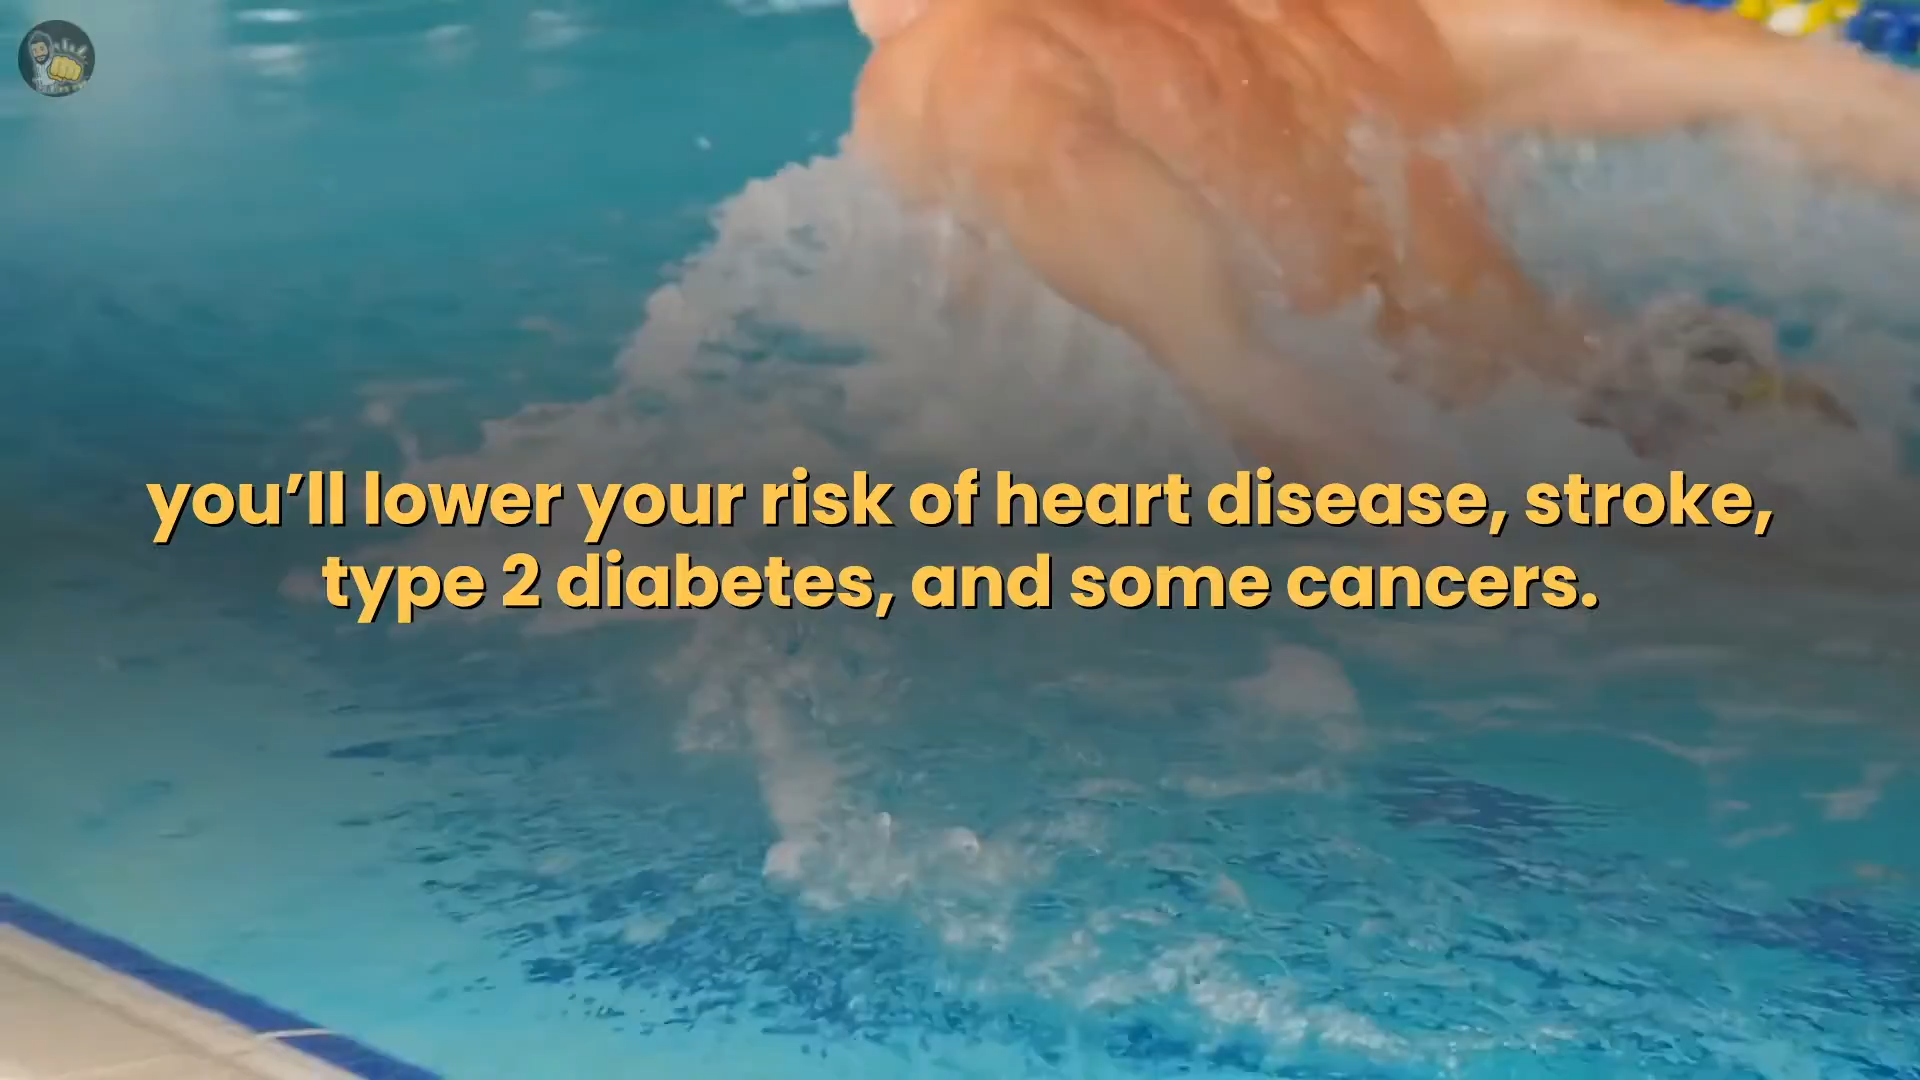 you’ll lower your risk of heart disease, stroke,
type 2 diabetes, and some cancers.